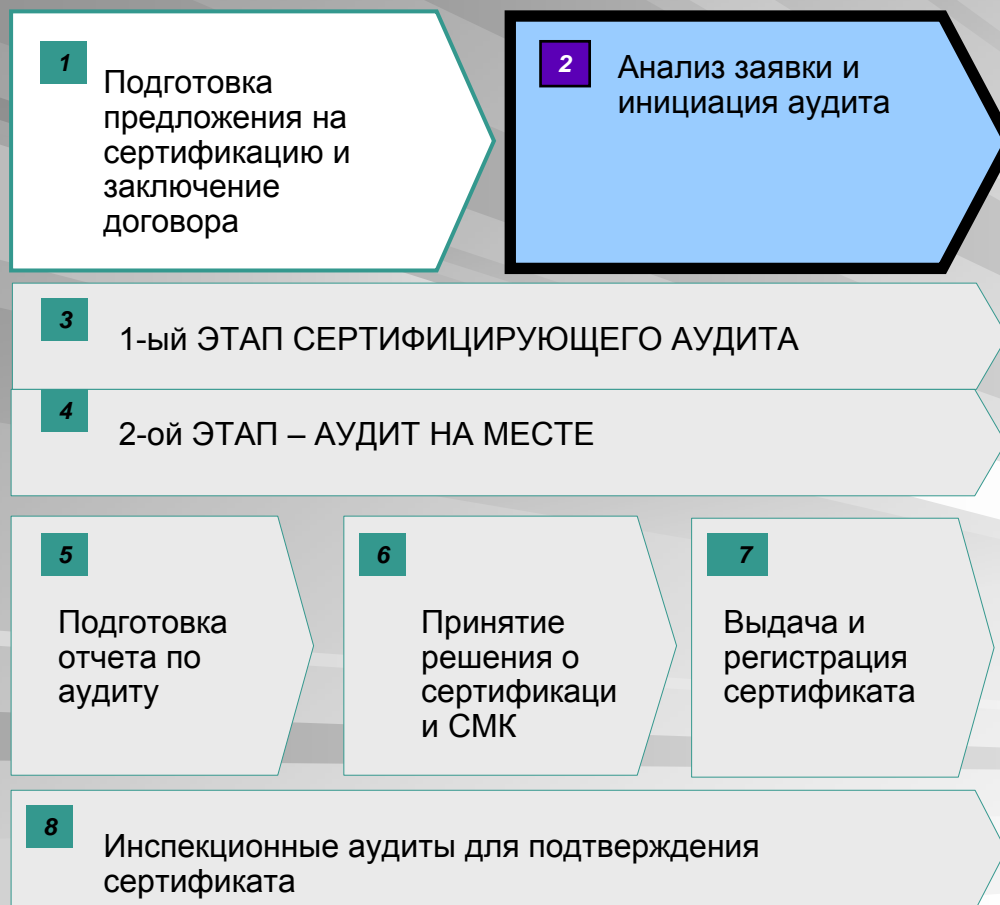 1
Подготовка
предложения на
сертификацию и
заключение
договора
2
Анализ заявки и
инициация аудита
3
1-ый ЭТАП СЕРТИФИЦИРУЮЩЕГО АУДИТА
4
2-ой ЭТАП – АУДИТ НА МЕСТЕ
5
Подготовка
отчета по
аудиту
6
Принятие
решения о
сертификаци
и СМК
7
Выдача и
регистрация
сертификата
8
Инспекционные аудиты для подтверждения
сертификата